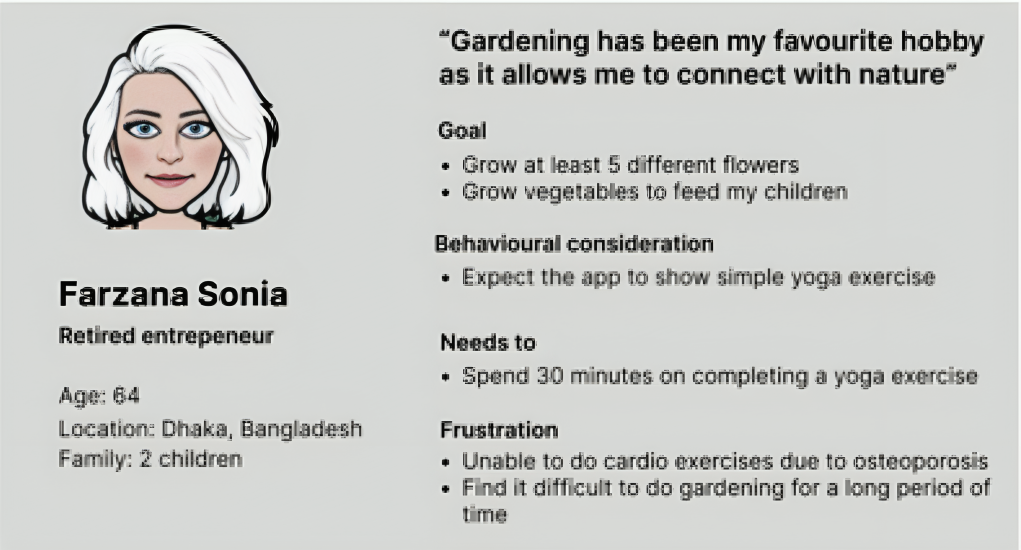 “Gardening has been my favourite hobby
as it allows me to connect with nature”
Goal
• Grow at least 5 different flowers
• Grow vegetables to feed my children
Behavioural consideration
• Expect the app to show simple yoga exercise
Needs to
• Spend 30 minutes on completing a yoga exercise
Frustration
• Unable to do cardio exercises due to osteoporosis
• Find it difficult to do gardening for a long period of
time
Farzana Sonia
Retired entrepeneur
Age: 64
Location: Dhaka, Bangladesh
Family: 2 children